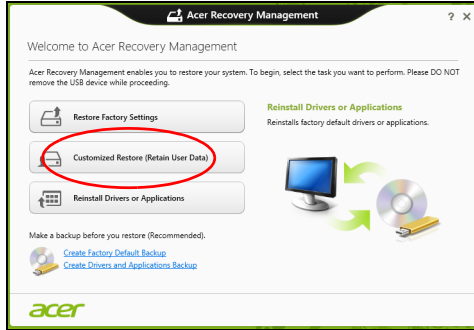 Acer Recovery Management
? X
Welcome to Acer Recovery Management
Acer Recovery Management enables you to restore your system. To begin, select the task you want to perform. Please DO NOT
remove the USB device while proceeding.
Restore Factory Settings
Customized Restore (Retain User Data)
Reinstall Drivers or Applications
Reinstall Drivers or Applications
Reinstalls factory default drivers or applications.
Make a backup before you restore (Recommended).
Create Factory Default Backup
Create Drivers and Applications Backup
acer